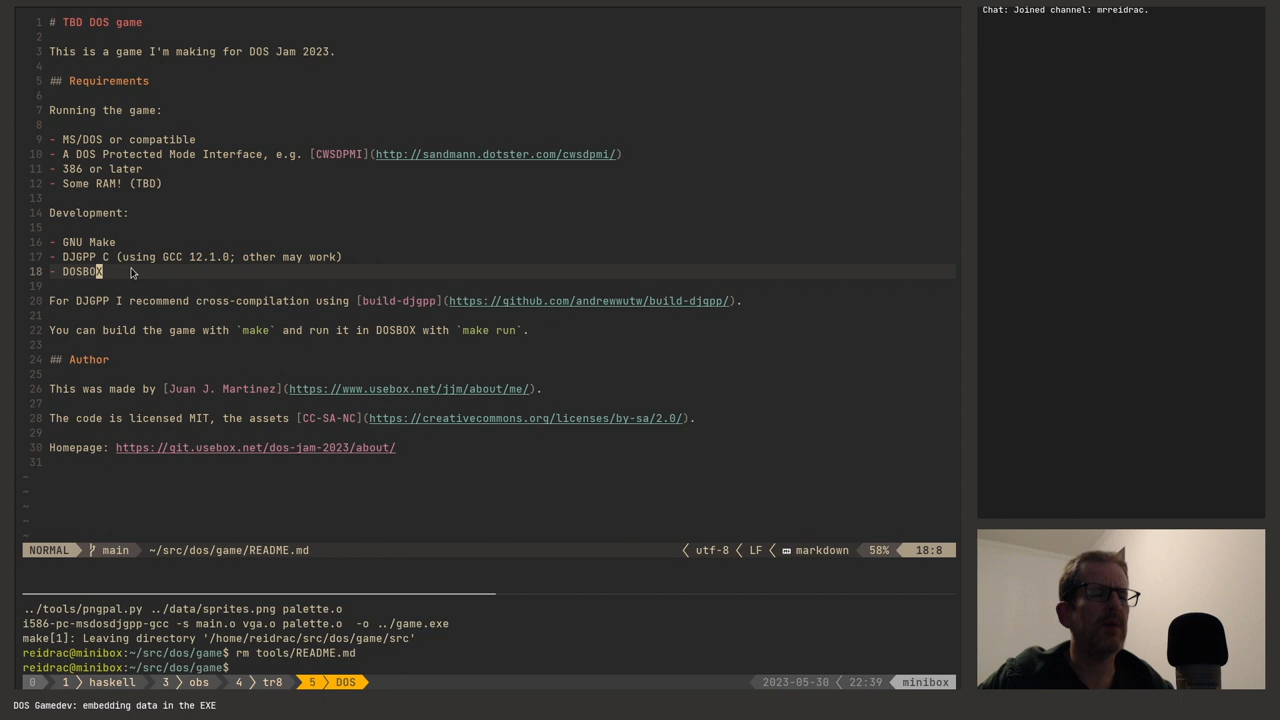 1 # TBD DOS game
2
3 This is a game I'm making for DOS Jam 2023.
4
5 ## Requirements
6
7 Running the game:
8
9 - MS/DOS or compatible
10 - A DOS Protected Mode Interface, e.g. [CWSDPMI](http://sandmann.dotster.com/cwsdpmi/)
11 - 386 or later
12 - Some RAM! (TBD)
13
14 Development:
15
16 - GNU Make
17 - DJGPP C (using GCC 12.1.0; other may work)
18 - DOSBOX
19
20 For DJGPP I recommend cross-compilation using [build-djgpp](https://github.com/andrewwutw/build-djgpp/).
21
22 You can build the game with `make` and run it in DOSBOX with `make run`.
23
24 ## Author
25
26 This was made by [Juan J. Martinez](https://www.usebox.net/jjm/about/me/).
27
28 The code is licensed MIT, the assets [CC-SA-NC](https://creativecommons.org/licenses/by-sa/2.0/).
29
30 Homepage: https://git.usebox.net/dos-jam-2023/about/
31
~
~
~
~
~
NORMAL main ~/src/dos/game/README.md utf-8 LF markdown 58% 18:8
../tools/pngpal.py ../data/sprites.png palette.o
i586-pc-msdosdjgpp-gcc -s main.o vga.o palette.o -o ../game.exe
make[1]: Leaving directory '/home/reidrac/src/dos/game/src'
reidrac@minibox:~/src/dos/game$ rm tools/README.md
reidrac@minibox:~/src/dos/game$
0 1 haskell 3 obs 4 tr8 5 DOS 2023-05-30 22:39 minibox
DOS Gamedev: embedding data in the EXE
Chat: Joined channel: mrreidrac.